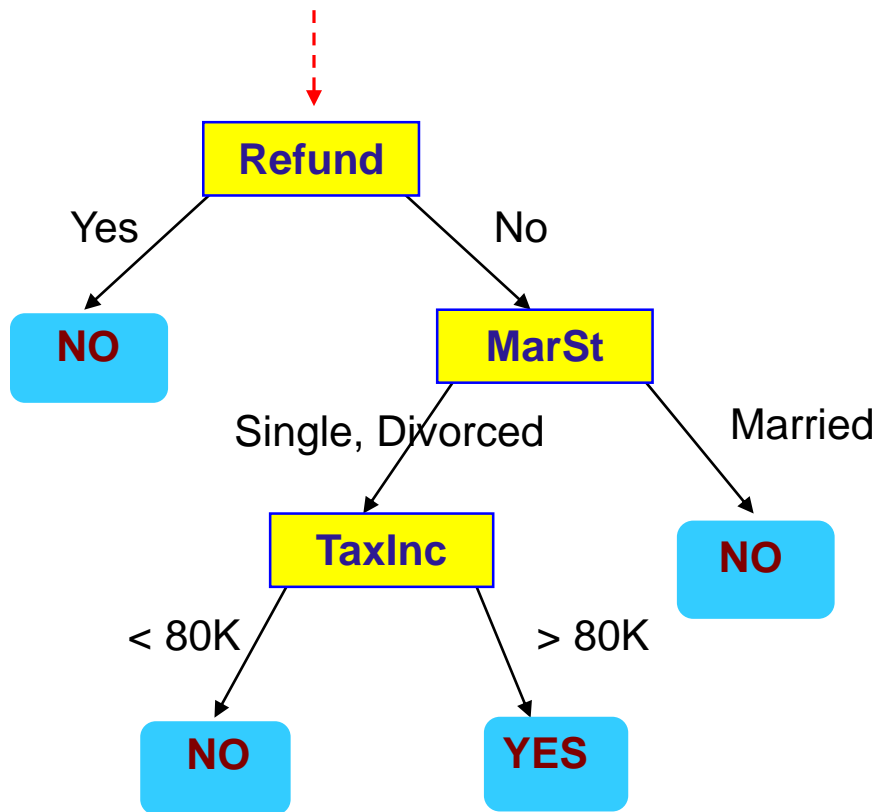 Refund
Yes
No
NO
MarSt
Single, Divorced
Married
TaxInc
NO
< 80K
> 80K
NO
YES